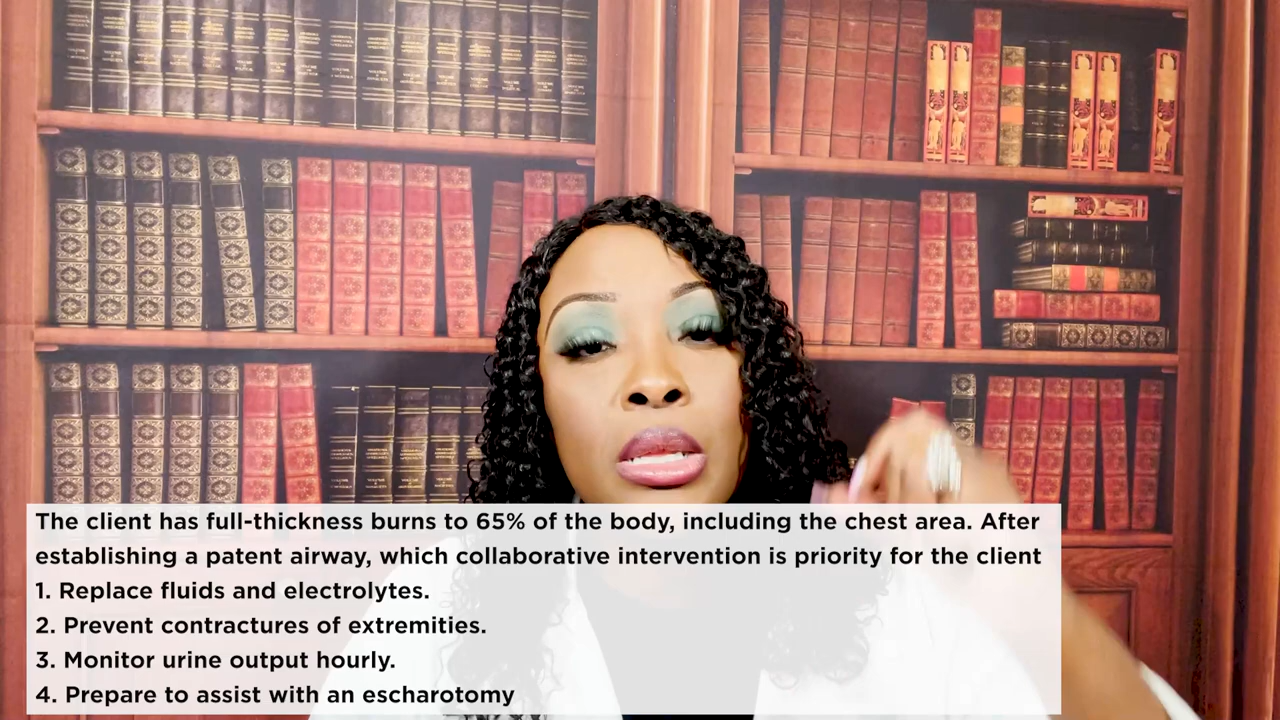 The client has full-thickness burns to 65% of the body, including the chest area. After
establishing a patent airway, which collaborative intervention is priority for the client
1. Replace fluids and electrolytes.
2. Prevent contractures of extremities.
3. Monitor urine output hourly.
4. Prepare to assist with an escharotomy